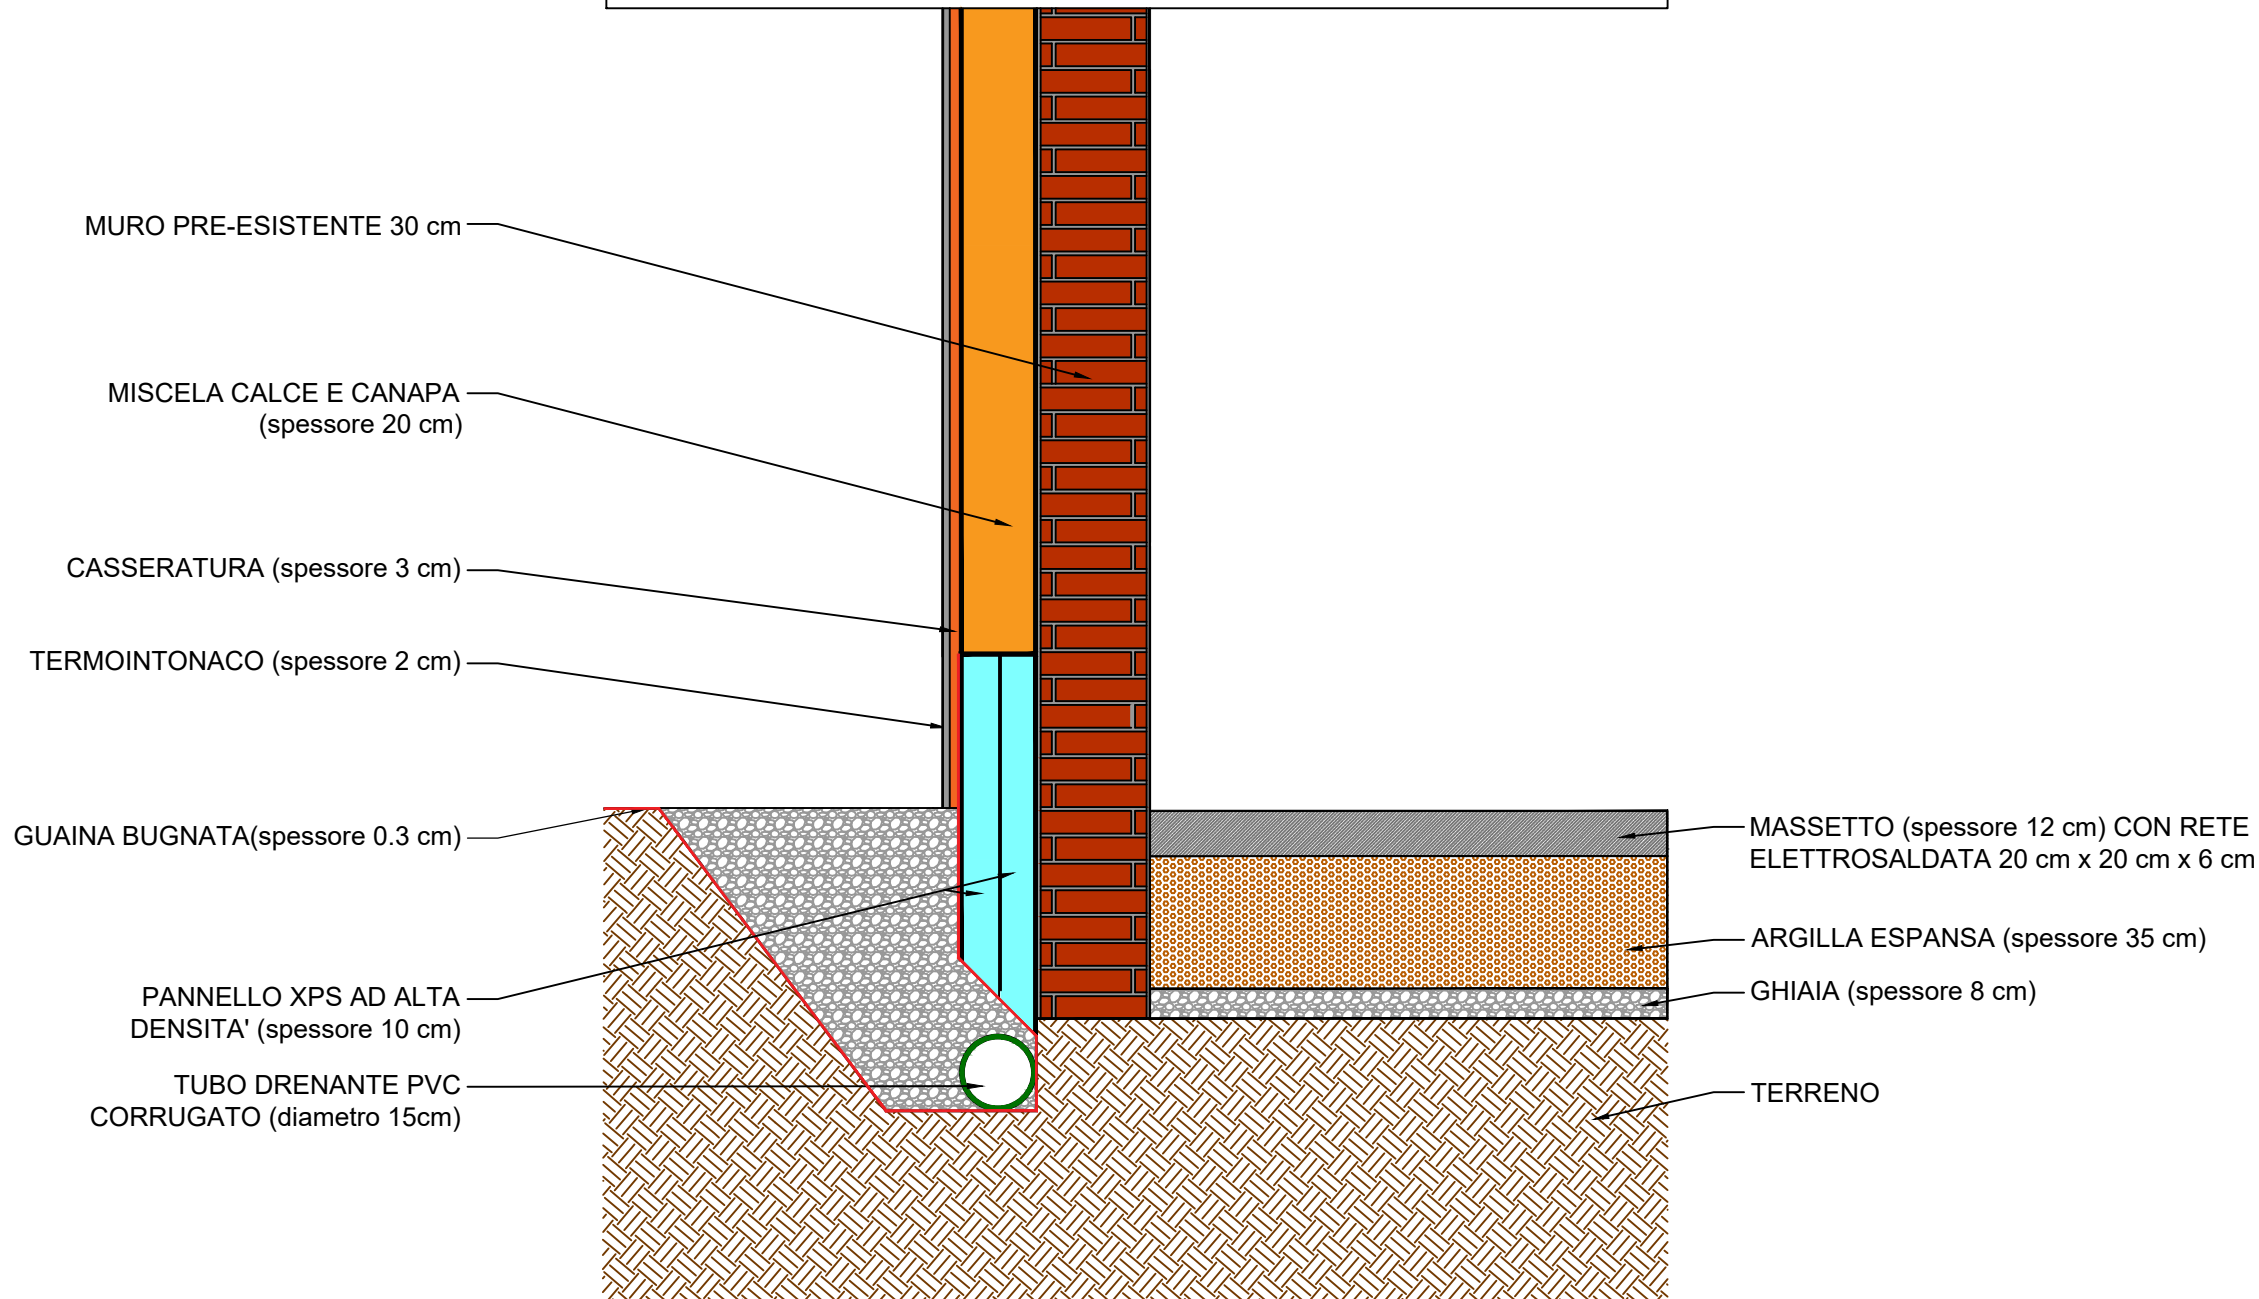 MURO PRE-ESISTENTE 30 cm
MISCELA CALCE E CANAPA
(spessore 20 cm)
CASSERATURA (spessore 3 cm)
TERMOINTONACO (spessore 2 cm)
GUAINA BUGNATA(spessore 0.3 cm)
PANNELLO XPS AD ALTA
DENSITA' (spessore 10 cm)
TUBO DRENANTE PVC
CORRUGATO (diametro 15cm)
MASSETTO (spessore 12 cm) CON RETE
ELETTROSALDATA 20 cm x 20 cm x 6 cm
ARGILLA ESPANSA (spessore 35 cm)
GHIAIA (spessore 8 cm)
TERRENO